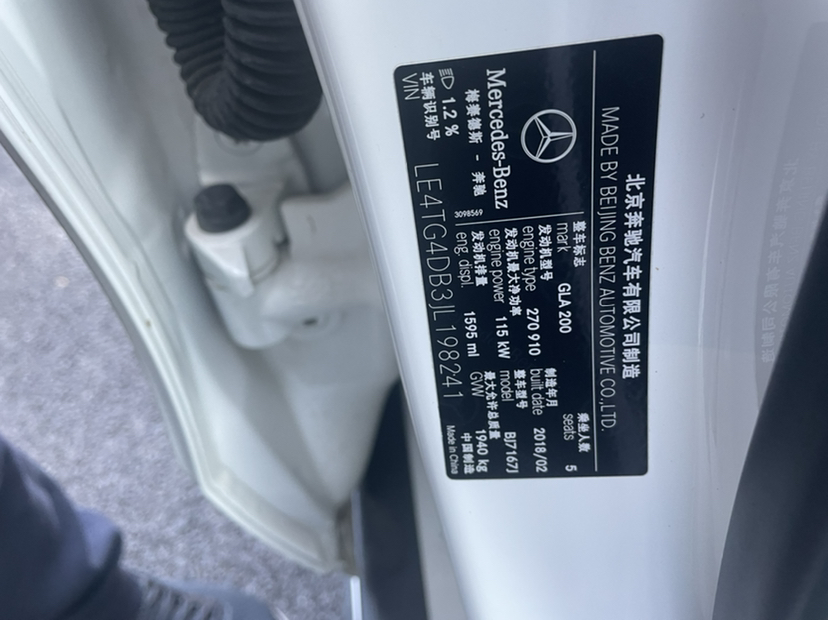 北京奔驰汽车有限公司制造
MADE BY BEIJING BENZ AUTOMOTIVE CO.,LTD.
整车标志 乘坐人数
mark GLA 200 seats 5
发动机型号 制造年月
engine type 270 910 built date 2018/02
发动机最大净功率 整车型号
engine power 115 kW model BJ7167J
发动机排量 最大允许总质量
eng. displ. 1595 ml GVW 1940 kg
Mercedes-Benz
梅赛德斯 - 奔驰
3098569
中国制造
Made in China
1.2 %
车辆识别号
VIN LE4TG4DB3JL198241